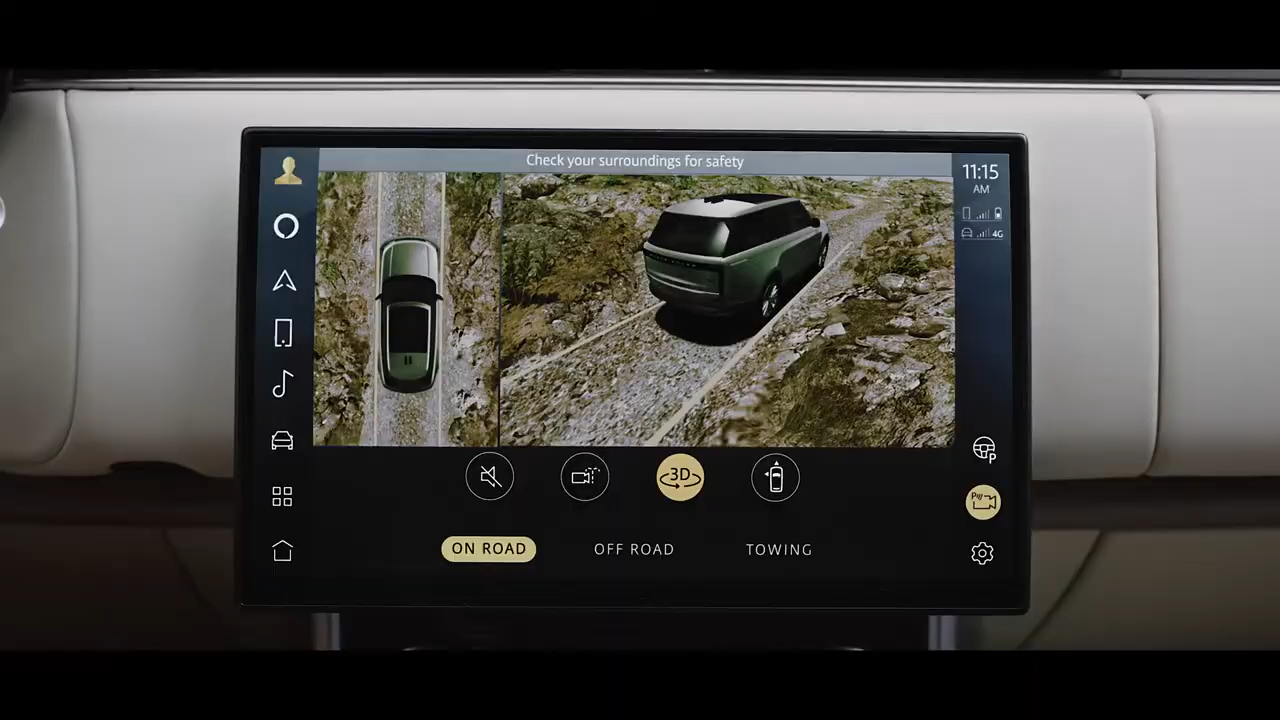 Check your surroundings for safety
11:15
AM
4G
3D
P
P
ON ROAD
OFF ROAD
TOWING